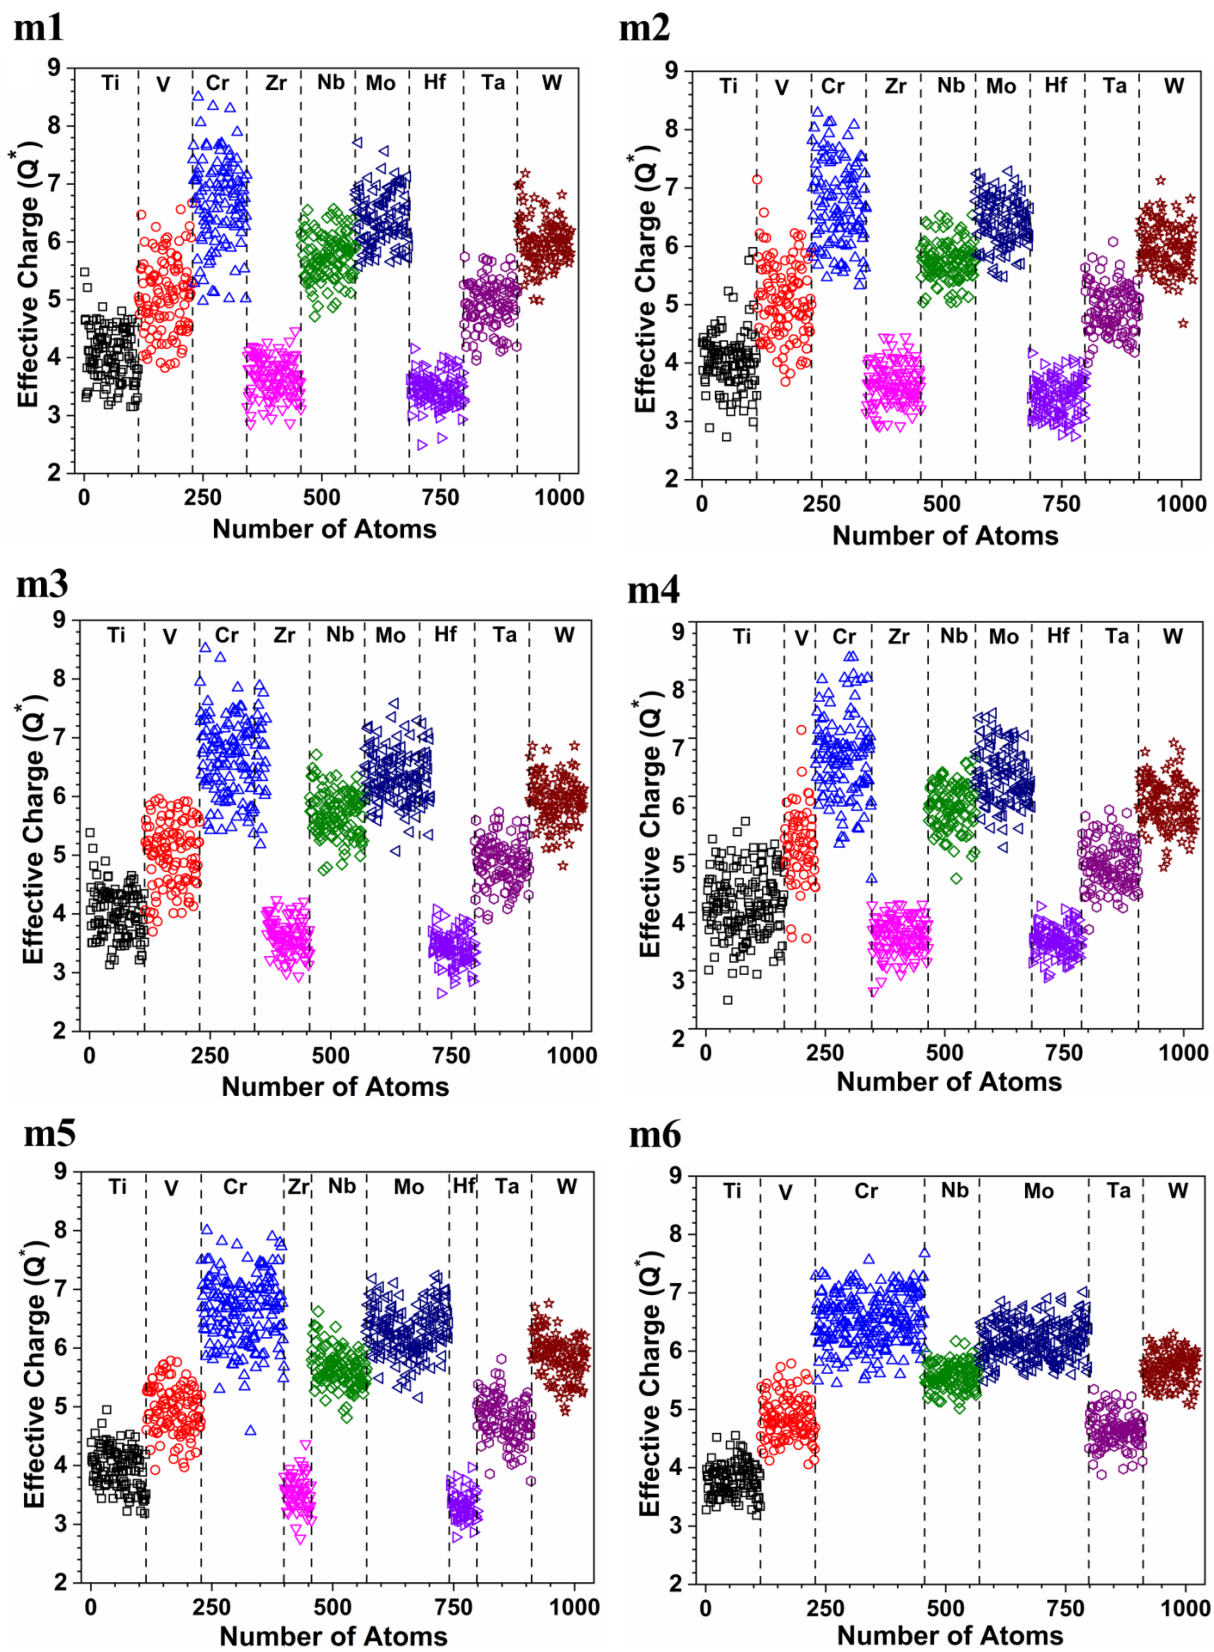 m1
Ti V Cr Zr Nb Mo Hf Ta W
9
8
7
6
5
4
3
2
Effective Charge (Q*)
0 250 500 750 1000
Number of Atoms
m2
Ti V Cr Zr Nb Mo Hf Ta W
9
8
7
6
5
4
3
2
Effective Charge (Q*)
0 250 500 750 1000
Number of Atoms
m3
Ti V Cr Zr Nb Mo Hf Ta W
9
8
7
6
5
4
3
2
Effective Charge (Q*)
0 250 500 750 1000
Number of Atoms
m4
Ti V Cr Zr Nb Mo Hf Ta W
9
8
7
6
5
4
3
2
Effective Charge (Q*)
0 250 500 750 1000
Number of Atoms
m5
Ti V Cr Zr Nb Mo Hf Ta W
9
8
7
6
5
4
3
2
Effective Charge (Q*)
0 250 500 750 1000
Number of Atoms
m6
Ti V Cr Nb Mo Ta W
9
8
7
6
5
4
3
2
Effective Charge (Q*)
0 250 500 750 1000
Number of Atoms